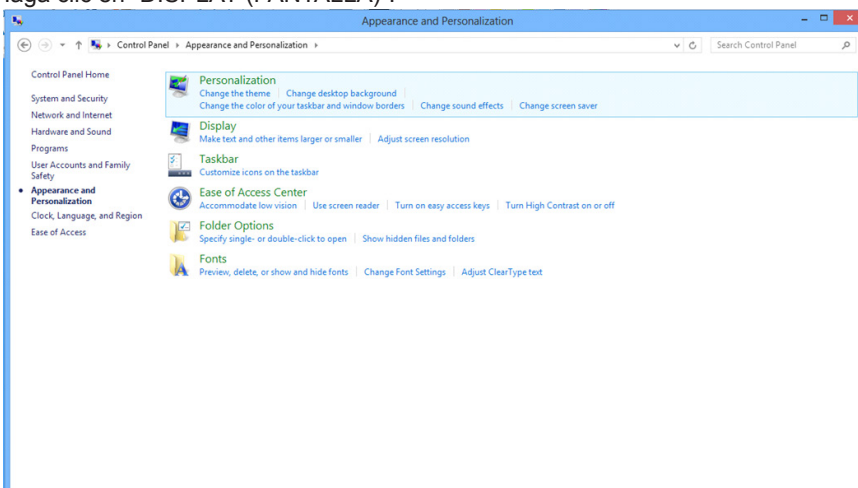 haga clic en "DISPLAY (PANTALLA)".
Appearance and Personalization
Control Panel Appearance and Personalization
Search Control Panel
Control Panel Home
System and Security
Network and Internet
Hardware and Sound
Programs
User Accounts and Family
Safety
Appearance and
Personalization
Clock, Language, and Region
Ease of Access
Personalization
Change the theme Change desktop background
Change the color of your taskbar and window borders Change sound effects Change screen saver
Display
Make text and other items larger or smaller Adjust screen resolution
Taskbar
Customize icons on the taskbar
Ease of Access Center
Accommodate low vision Use screen reader Turn on easy access keys Turn High Contrast on or off
Folder Options
Specify single- or double-click to open Show hidden files and folders
Fonts
Preview, delete, or show and hide fonts Change Font Settings Adjust ClearType text